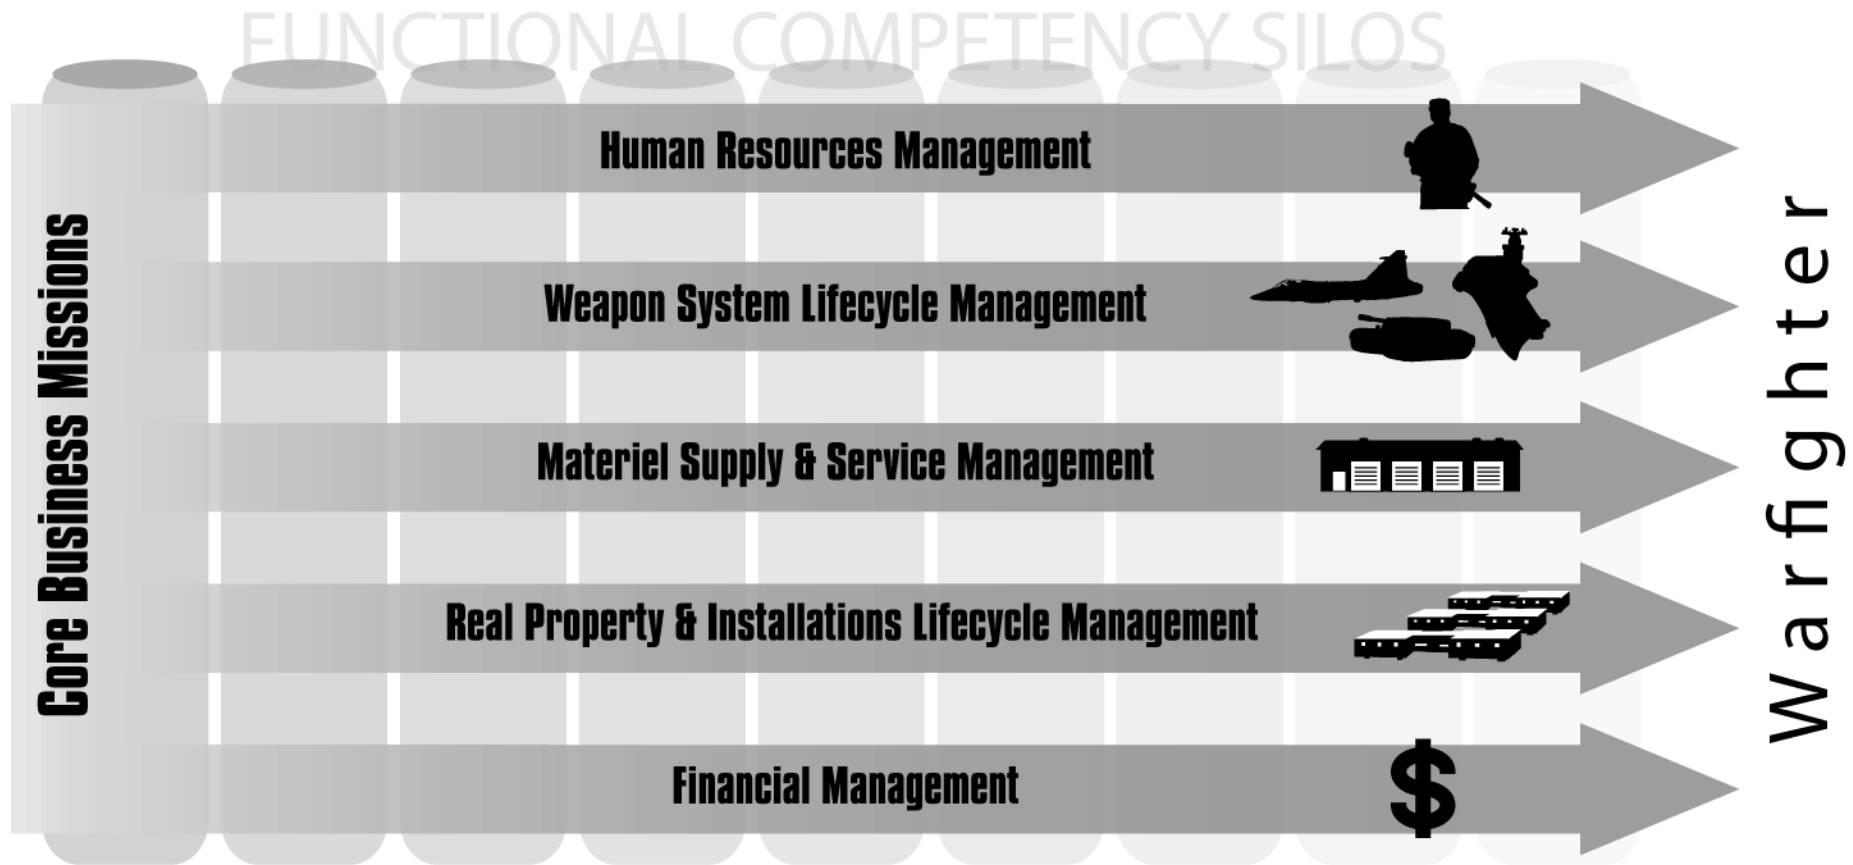 FUNCTIONAL COMPETENCY SILOS
Core Business Missions
Human Resources Management
Weapon System Lifecycle Management
Materiel Supply & Service Management
Real Property & Installations Lifecycle Management
Financial Management
$
Warfighter